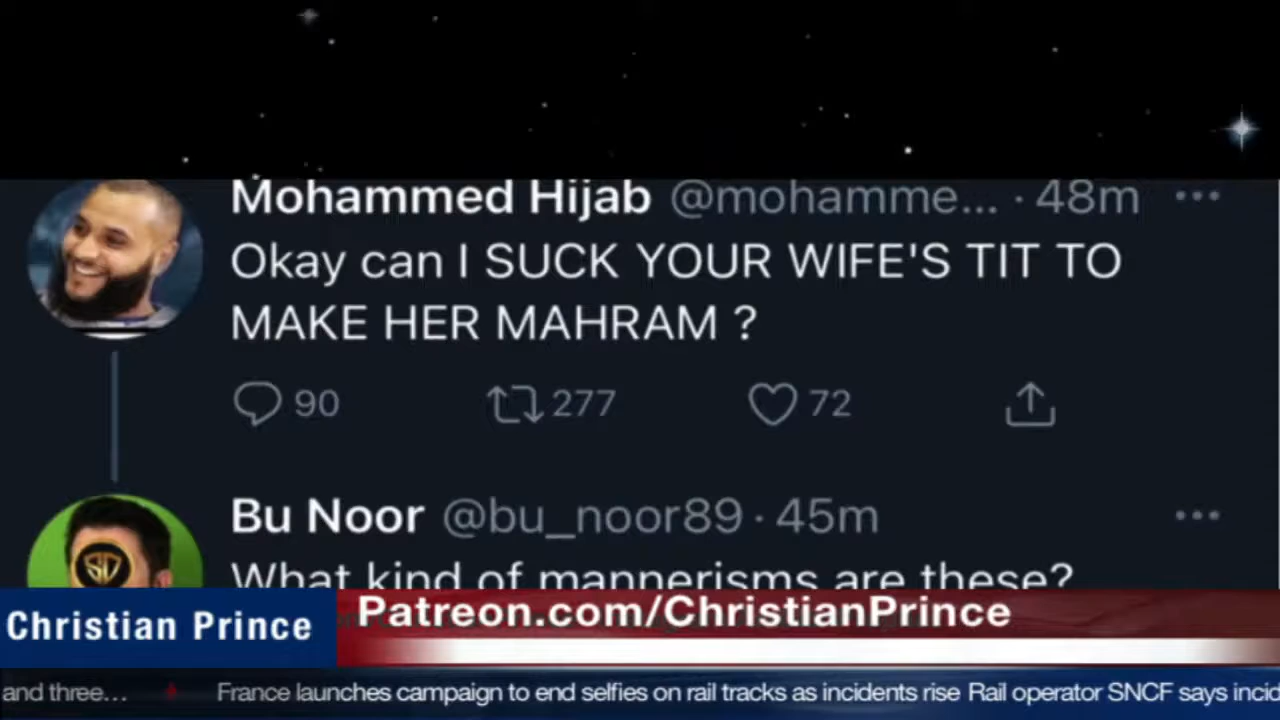 Mohammed Hijab @mohamme... · 48m ...
Okay can I SUCK YOUR WIFE'S TIT TO
MAKE HER MAHRAM ?
90 277 72
Bu Noor @bu_noor89 · 45m ...
What kind of mannerisms are these?
Christian Prince
Patreon.com/ChristianPrince
and three... France launches campaign to end selfies on rail tracks as incidents rise Rail operator SNCF says incid